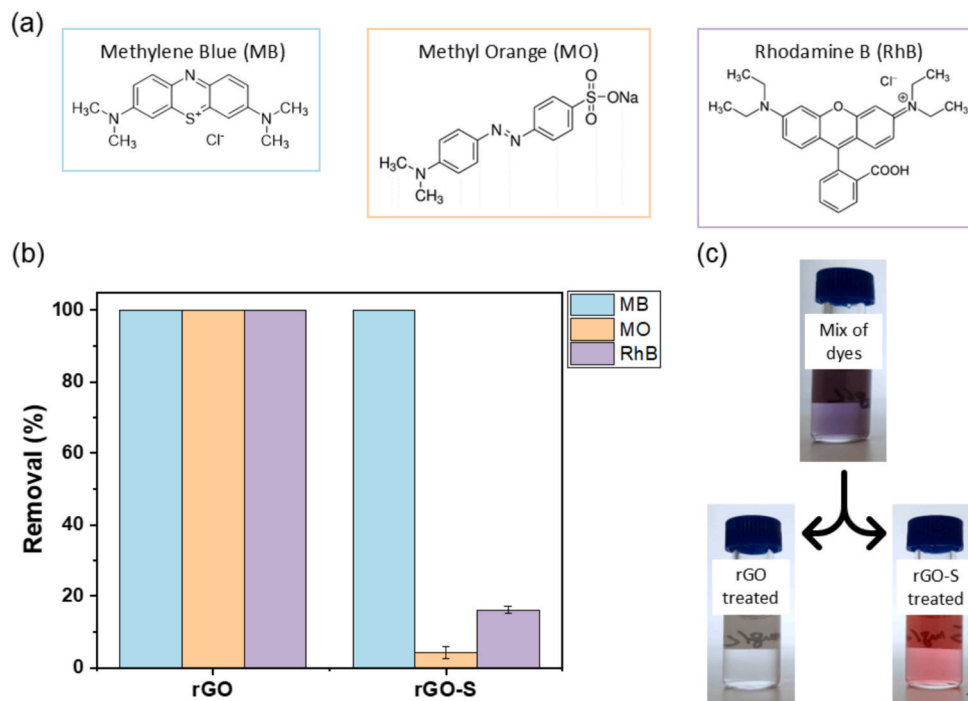 (a)
Methylene Blue (MB)
N
H₃C
N
CH₃
S⁺
Cl⁻
N
CH₃
CH₃
Methyl Orange (MO)
O
S
ONa
O
N
N
H₃C
N
CH₃
Rhodamine B (RhB)
H₃C
N
H₃C
O
Cl⁻
CH₃
N
⊕
CH₃
COOH
(b)
Removal (%)
100
80
60
40
20
0
rGO
rGO-S
MB
MO
RhB
(c)
Mix of
dyes
rGO
treated
rGO-S
treated